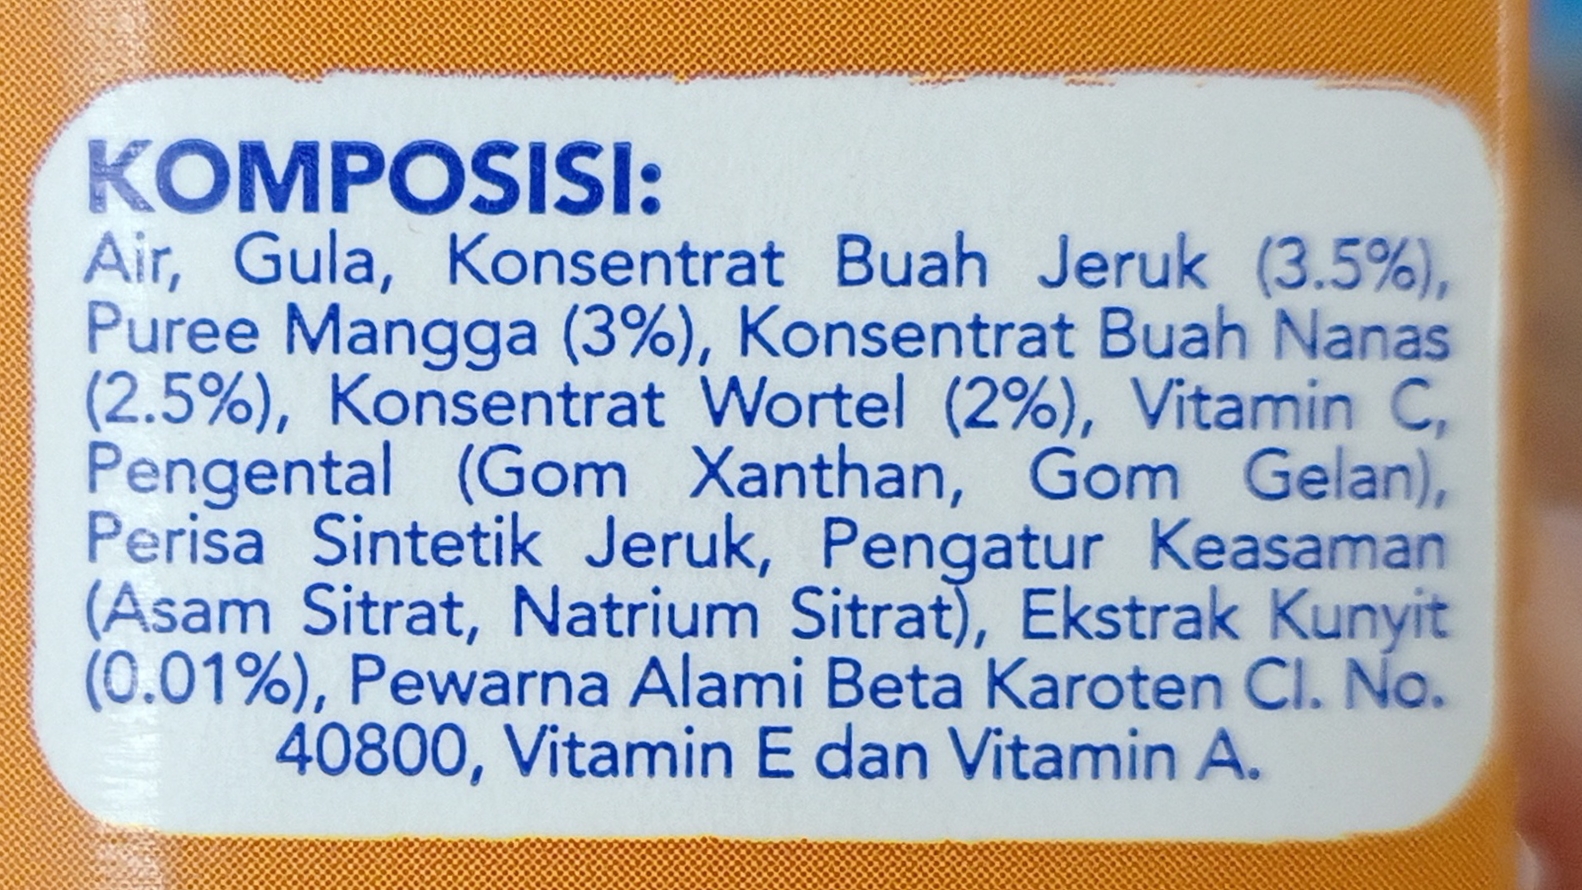 KOMPOSISI:
Air, Gula, Konsentrat Buah Jeruk (3.5%),
Puree Mangga (3%), Konsentrat Buah Nanas
(2.5%), Konsentrat Wortel (2%), Vitamin C,
Pengental (Gom Xanthan, Gom Gelan),
Perisa Sintetik Jeruk, Pengatur Keasaman
(Asam Sitrat, Natrium Sitrat), Ekstrak Kunyit
(0.01%), Pewarna Alami Beta Karoten Cl. No.
40800, Vitamin E dan Vitamin A.